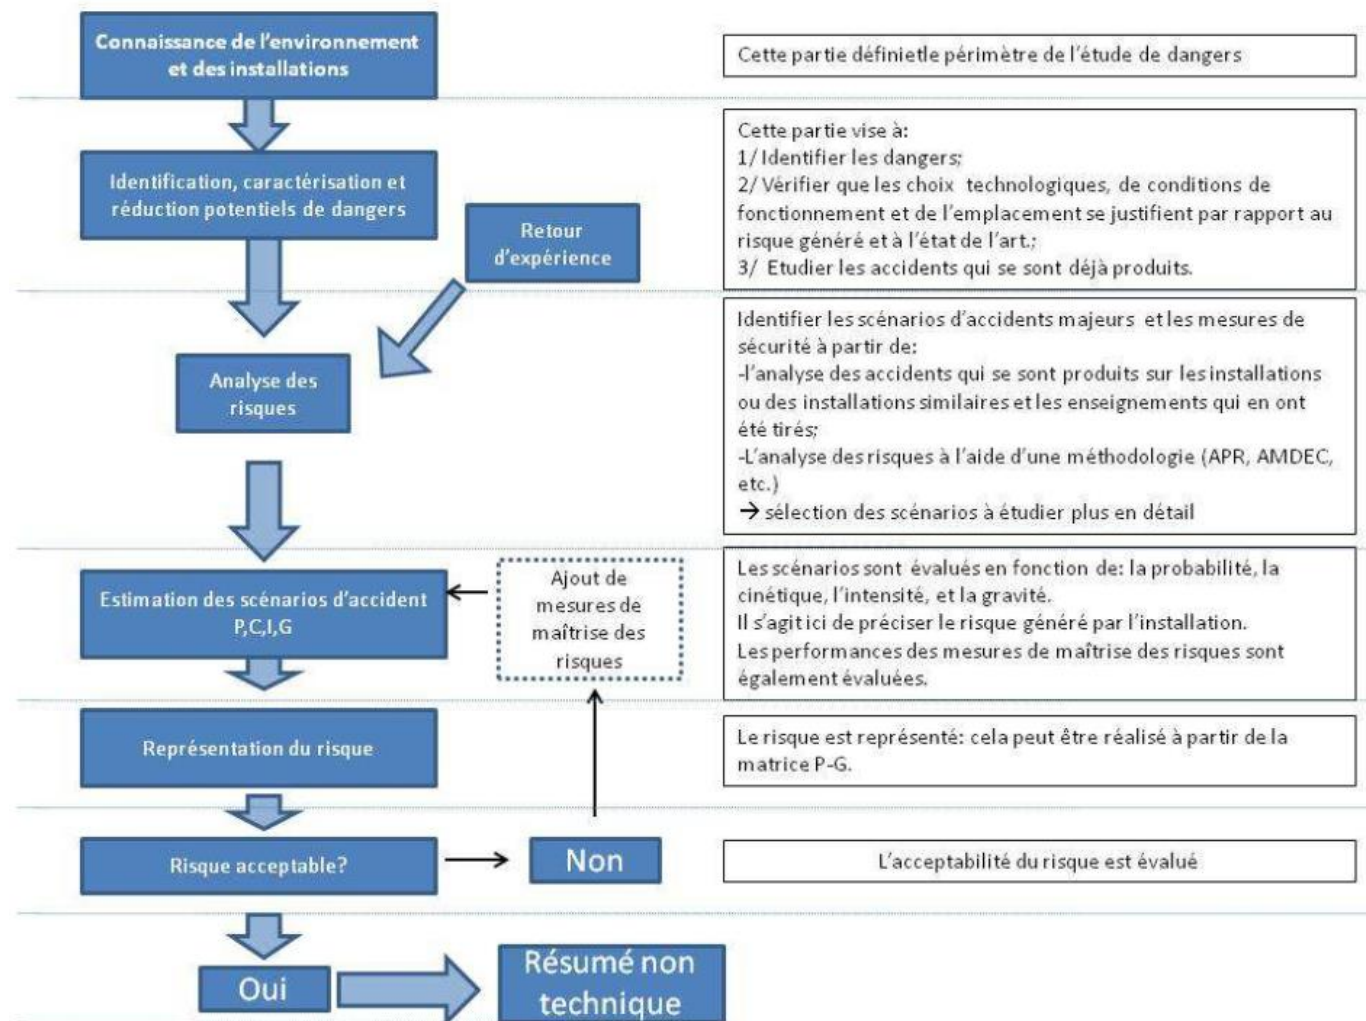 Connaissance de l'environnement
et des installations
Cette partie définietle périmètre de l'étude de dangers
Identification, caractérisation et
réduction potentiels de dangers
Retour
d'expérience
Cette partie vise à:
1/ Identifier les dangers;
2/ Vérifier que les choix technologiques, de conditions de
fonctionnement et de l'emplacement se justifient par rapport au
risque généré et à l'état de l'art.;
3/ Etudier les accidents qui se sont déjà produits.
Analyse des
risques
Identifier les scénarios d'accidents majeurs et les mesures de
sécurité à partir de:
-l'analyse des accidents qui se sont produits sur les installations
ou des installations similaires et les enseignements qui en ont
été tirés;
-L'analyse des risques à l'aide d'une méthodologie (APR, AMDEC,
etc.)
→ sélection des scénarios à étudier plus en détail
Estimation des scénarios d'accident
P,C,I,G
Ajout de
mesures de
maîtrise des
risques
Les scénarios sont évalués en fonction de: la probabilité, la
cinétique, l'intensité, et la gravité.
Il s'agit ici de préciser le risque généré par l'installation.
Les performances des mesures de maîtrise des risques sont
également évaluées.
Représentation du risque
Le risque est représenté: cela peut être réalisé à partir de la
matrice P-G.
Risque acceptable?
Non
L'acceptabilité du risque est évalué
Oui
Résumé non
technique